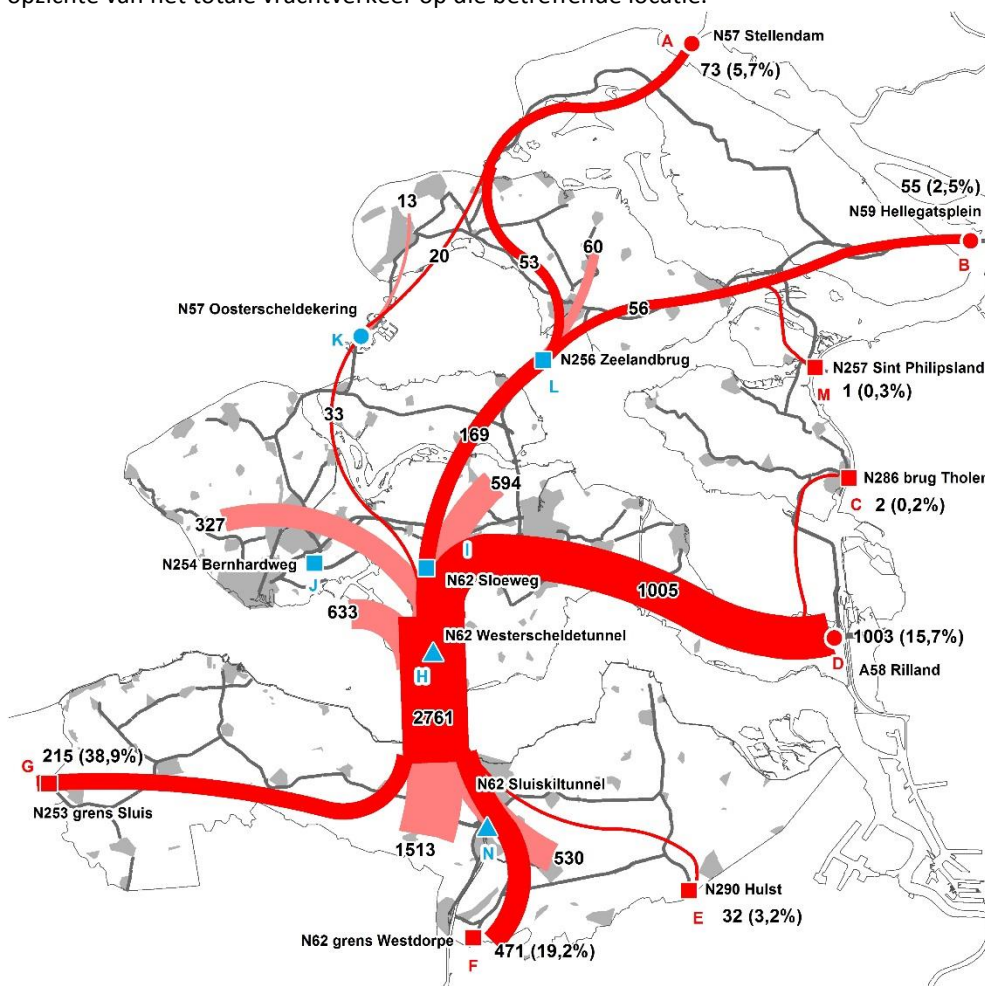 opzichte van het totale vrachtverkeer op die betreffende locatie.
A
N57 Stellendam
73 (5,7%)
55 (2,5%)
N59 Hellegatsplein
B
13
20
53
60
56
N57 Oosterscheldekering
K
N256 Zeelandbrug
L
N257 Sint Philipsland
M
1 (0,3%)
33
169
594
N286 brug Tholen
C
2 (0,2%)
327
N254 Bernhardweg
J
I
N62 Sloeweg
1005
633
N62 Westerscheldetunnel
H
1003 (15,7%)
D
A58 Rilland
2761
215 (38,9%)
G
N253 grens Sluis
N62 Sluiskiltunnel
1513
N
530
N290 Hulst
E
32 (3,2%)
N62 grens Westdorpe
471 (19,2%)
F